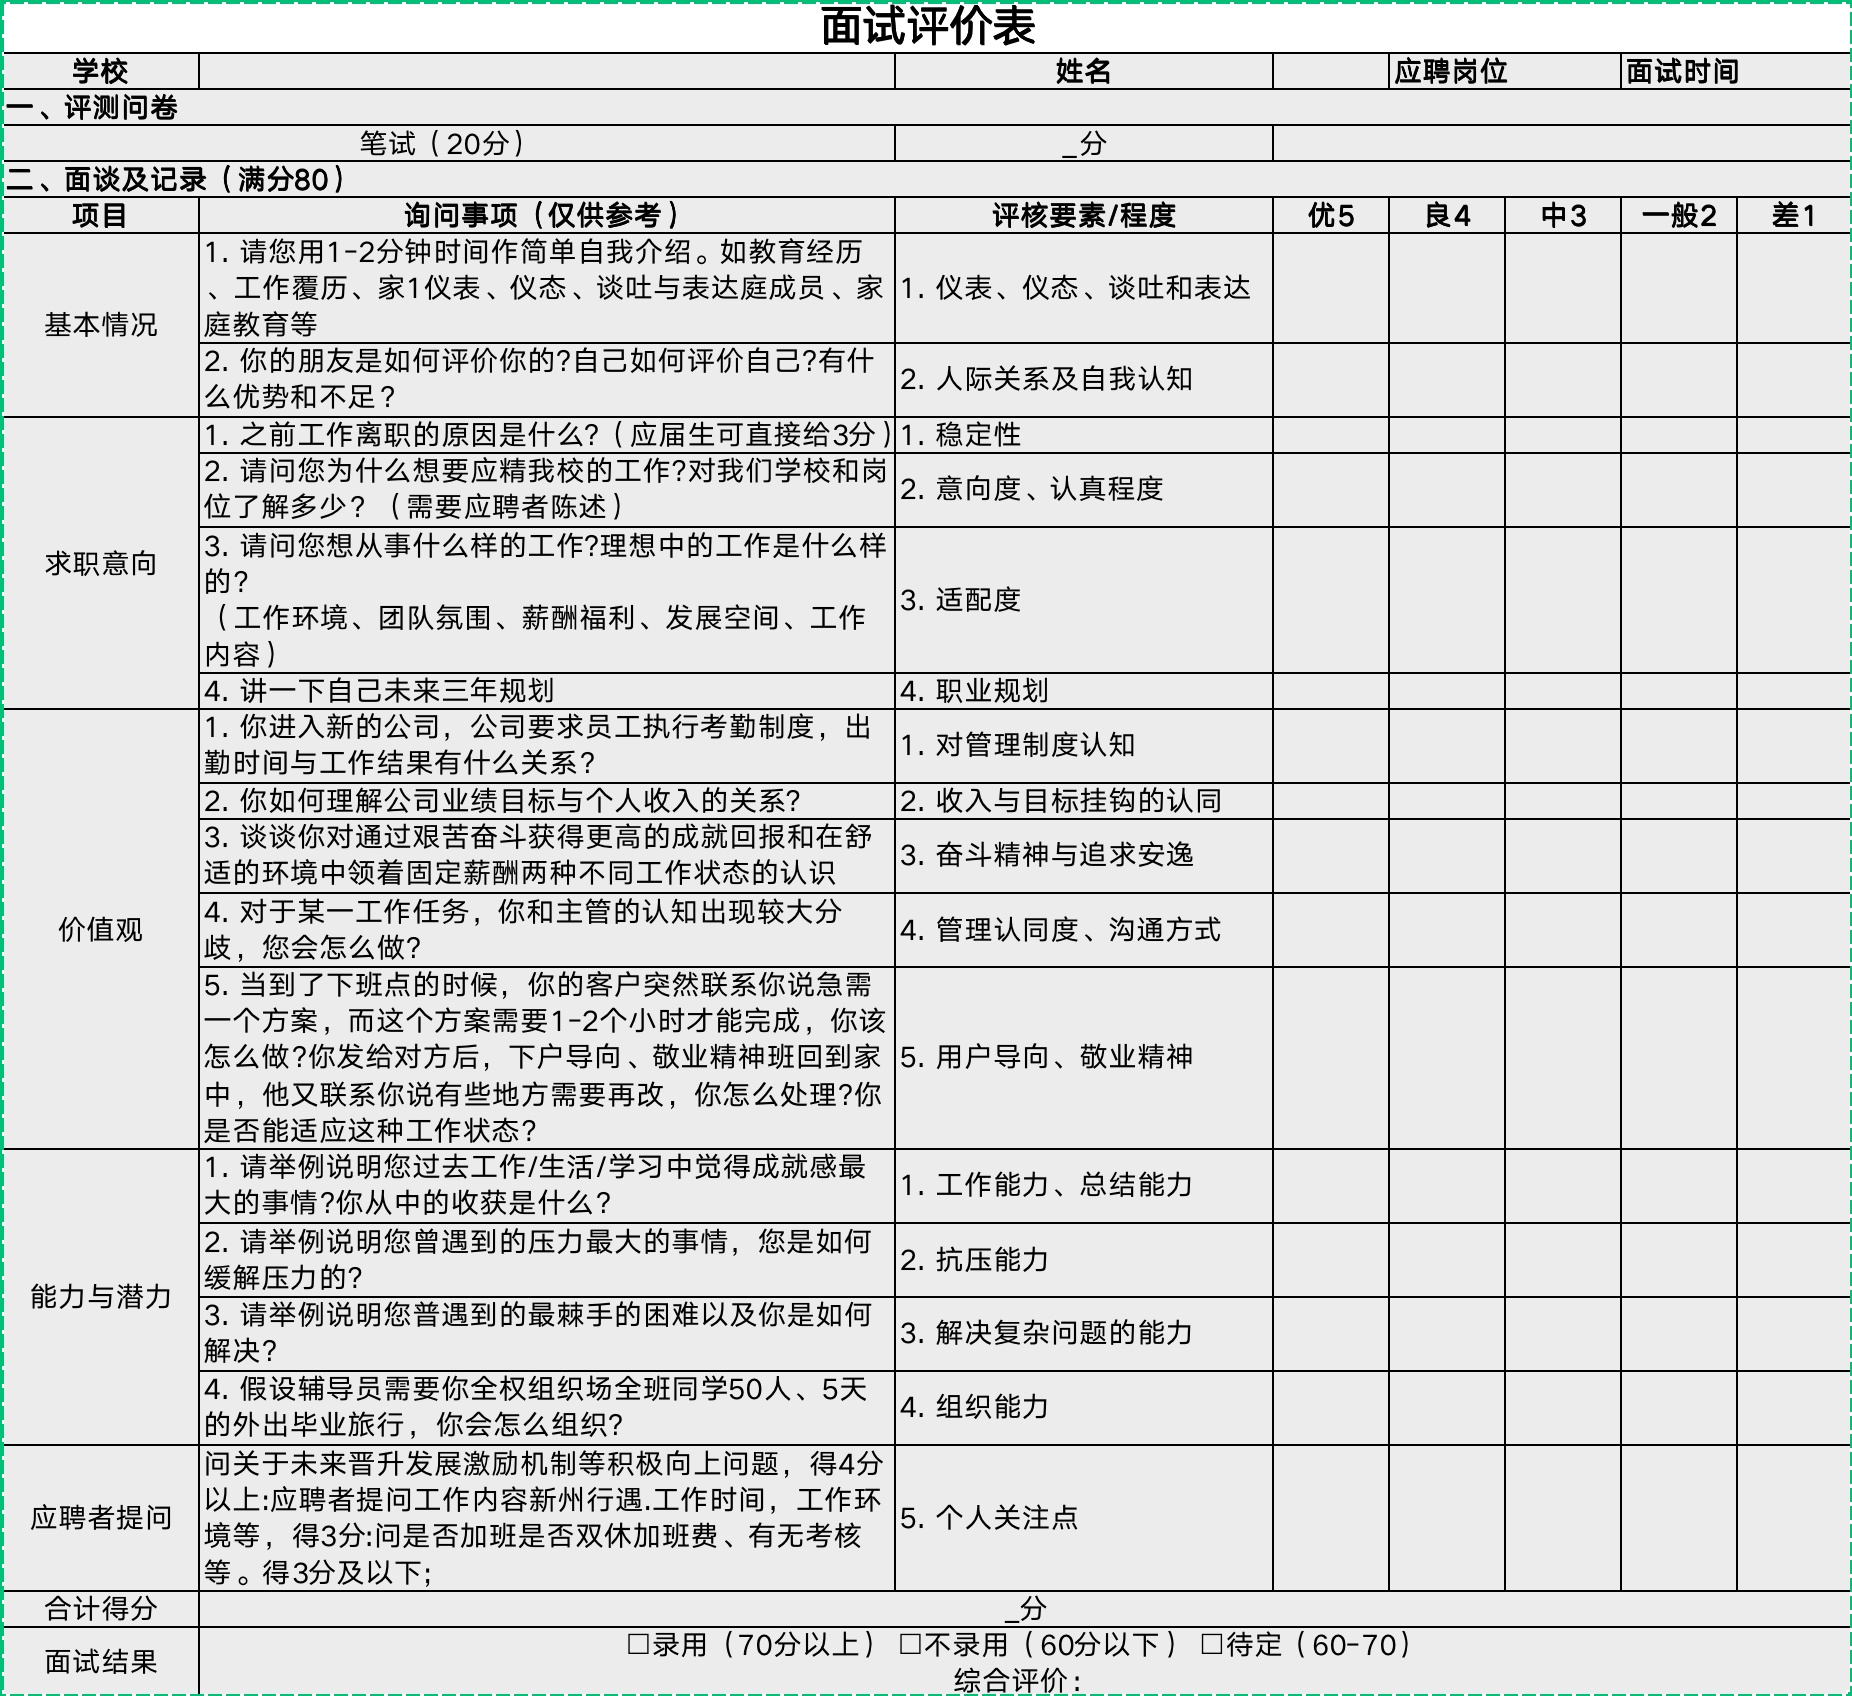 面试评价表
学校 姓名 应聘岗位 面试时间
一、评测问卷
笔试（20分） _分
二、面谈及记录（满分80）
项目 询问事项（仅供参考） 评核要素/程度 优5 良4 中3 一般2 差1
基本情况
1. 请您用1-2分钟时间作简单自我介绍。如教育经历
、工作覆历、家1仪表、仪态、谈吐与表达庭成员、家
庭教育等
1. 仪表、仪态、谈吐和表达
2. 你的朋友是如何评价你的?自己如何评价自己?有什
么优势和不足?
2. 人际关系及自我认知
求职意向
1. 之前工作离职的原因是什么?（应届生可直接给3分）
1. 稳定性
2. 请问您为什么想要应精我校的工作?对我们学校和岗
位了解多少?（需要应聘者陈述）
2. 意向度、认真程度
3. 请问您想从事什么样的工作?理想中的工作是什么样
的?
（工作环境、团队氛围、薪酬福利、发展空间、工作
内容）
3. 适配度
4. 讲一下自己未来三年规划
4. 职业规划
价值观
1. 你进入新的公司，公司要求员工执行考勤制度，出
勤时间与工作结果有什么关系?
1. 对管理制度认知
2. 你如何理解公司业绩目标与个人收入的关系?
2. 收入与目标挂钩的认同
3. 谈谈你对通过艰苦奋斗获得更高的成就回报和在舒
适的环境中领着固定薪酬两种不同工作状态的认识
3. 奋斗精神与追求安逸
4. 对于某一工作任务，你和主管的认知出现较大分
歧，您会怎么做?
4. 管理认同度、沟通方式
5. 当到了下班点的时候，你的客户突然联系你说急需
一个方案，而这个方案需要1-2个小时才能完成，你该
怎么做?你发给对方后，下户导向、敬业精神班回到家
中，他又联系你说有些地方需要再改，你怎么处理?你
是否能适应这种工作状态?
5. 用户导向、敬业精神
能力与潜力
1. 请举例说明您过去工作/生活/学习中觉得成就感最
大的事情?你从中的收获是什么?
1. 工作能力、总结能力
2. 请举例说明您曾遇到的压力最大的事情，您是如何
缓解压力的?
2. 抗压能力
3. 请举例说明您普遇到的最棘手的困难以及你是如何
解决?
3. 解决复杂问题的能力
4. 假设辅导员需要你全权组织场全班同学50人、5天
的外出毕业旅行，你会怎么组织?
4. 组织能力
应聘者提问
问关于未来晋升发展激励机制等积极向上问题，得4分
以上:应聘者提问工作内容新州行遇.工作时间，工作环
境等，得3分:问是否加班是否双休加班费、有无考核
等。得3分及以下;
5. 个人关注点
合计得分 _分
面试结果
□录用（70分以上） □不录用（60分以下） □待定（60-70）
综合评价: